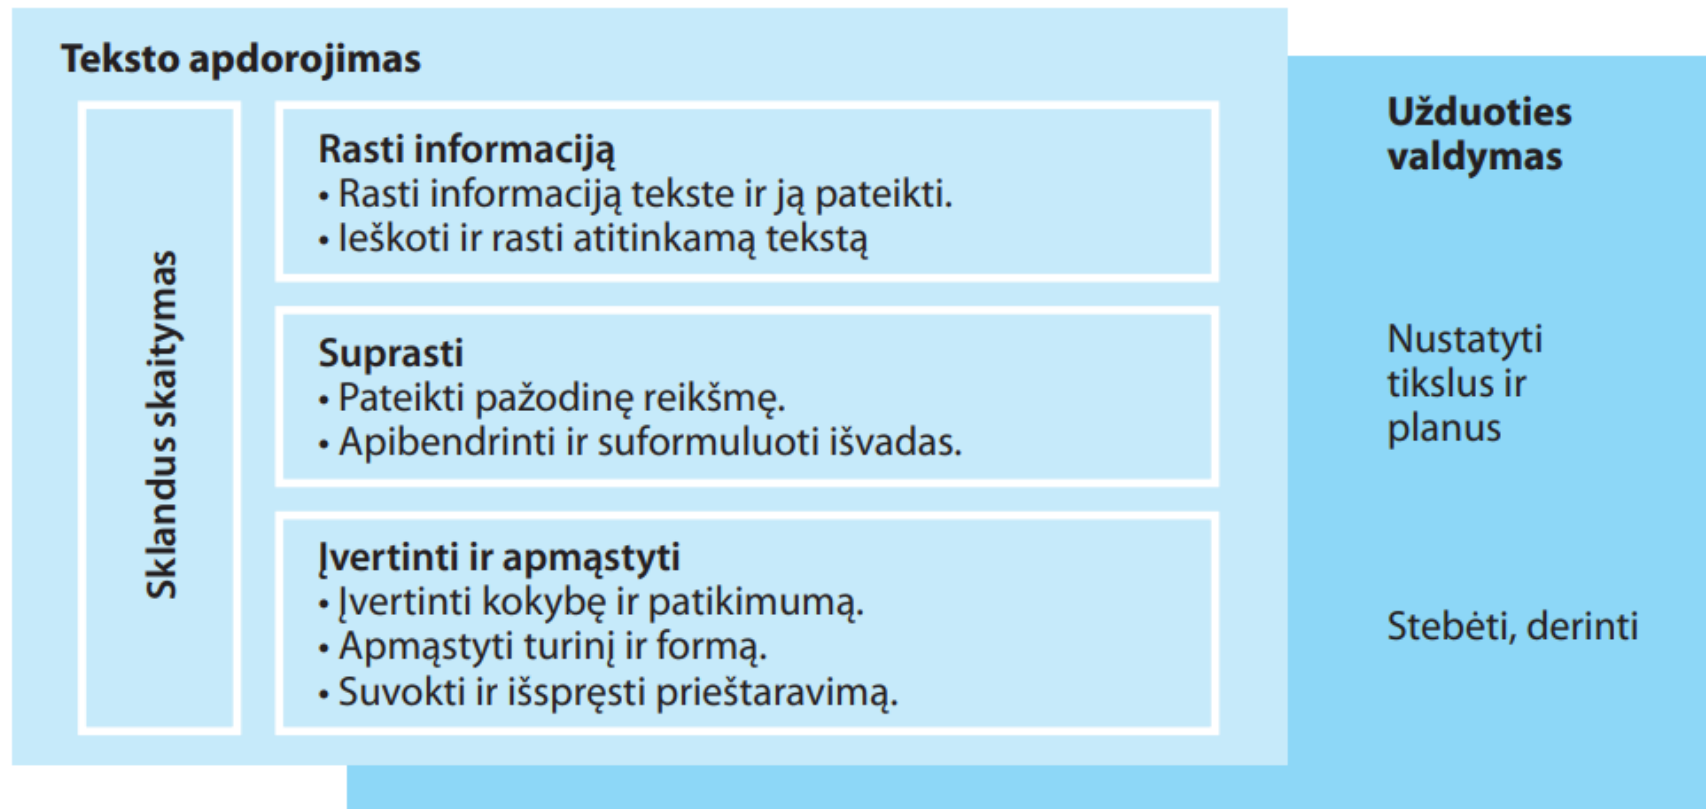 Teksto apdorojimas
Sklandus skaitymas
Rasti informaciją
• Rasti informaciją tekste ir ją pateikti.
• Ieškoti ir rasti atitinkamą tekstą
Suprasti
• Pateikti pažodinę reikšmę.
• Apibendrinti ir suformuluoti išvadas.
Įvertinti ir apmąstyti
• Įvertinti kokybę ir patikimumą.
• Apmąstyti turinį ir formą.
• Suvokti ir išspręsti prieštaravimą.
Užduoties
valdymas
Nustatyti
tikslus ir
planus
Stebėti, derinti